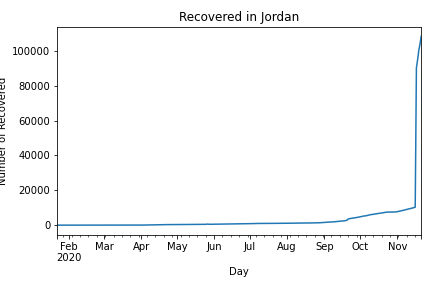 Recovered in Jordan
100000
80000
60000
40000
20000
0
Number of Recovered
Feb Mar Apr May Jun Jul Aug Sep Oct Nov
2020
Day